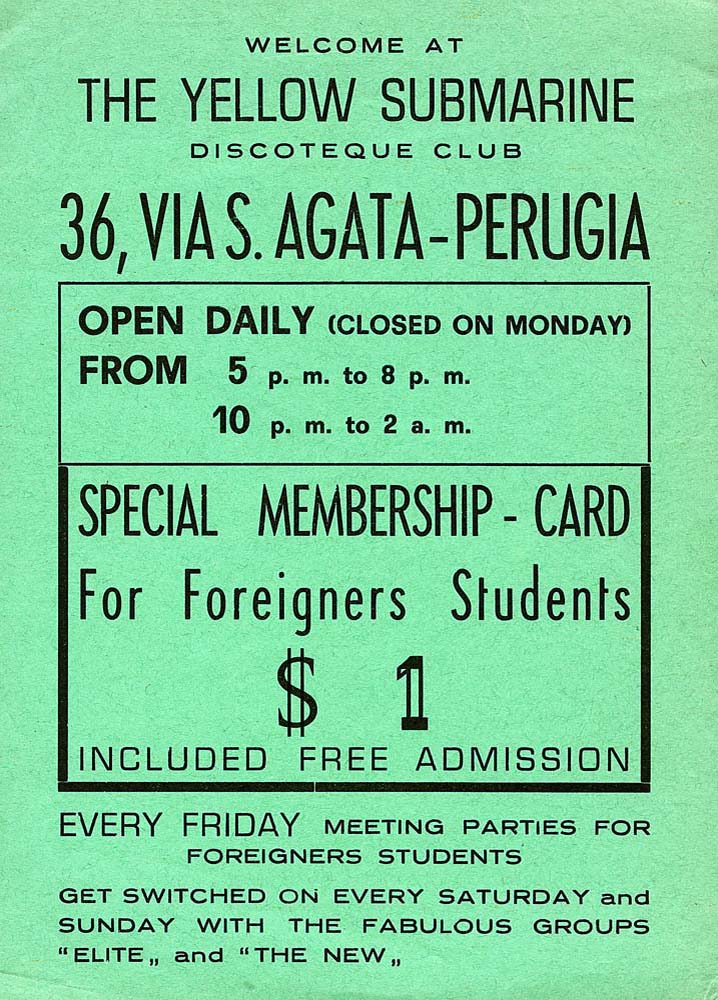 WELCOME AT
THE YELLOW SUBMARINE
DISCOTEQUE CLUB
36, VIA S. AGATA - PERUGIA
OPEN DAILY (CLOSED ON MONDAY)
FROM 5 p. m. to 8 p. m.
10 p. m. to 2 a. m.
SPECIAL MEMBERSHIP - CARD
For Foreigners Students
$ 1
INCLUDED FREE ADMISSION
EVERY FRIDAY MEETING PARTIES FOR
FOREIGNERS STUDENTS
GET SWITCHED ON EVERY SATURDAY and
SUNDAY WITH THE FABULOUS GROUPS
“ELITE„ and “THE NEW„